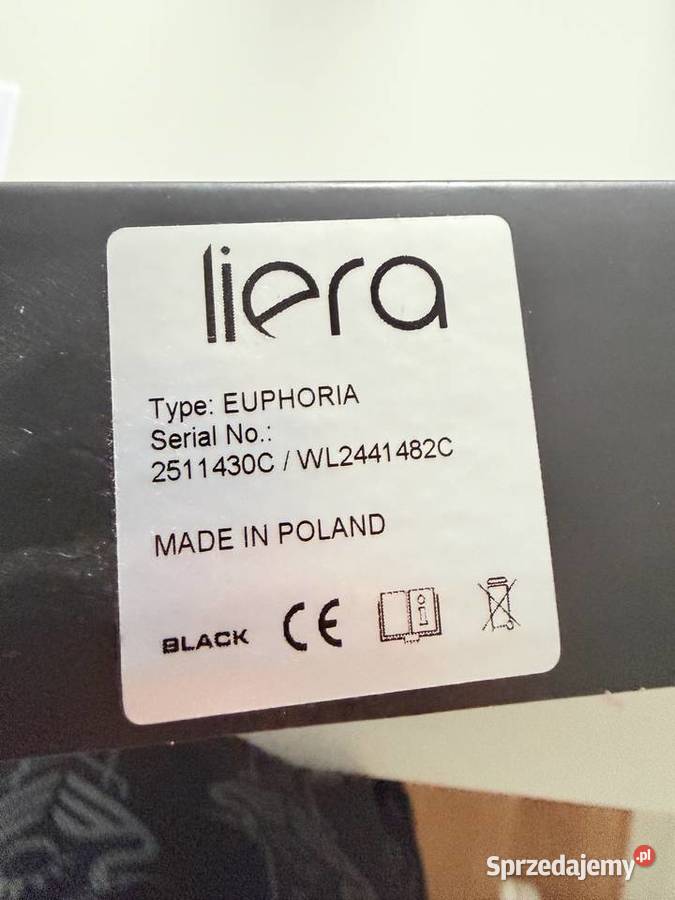 liera
Type: EUPHORIA
Serial No.:
2511430C / WL2441482C
MADE IN POLAND
BLACK CE i
Sprzedajemy.pl